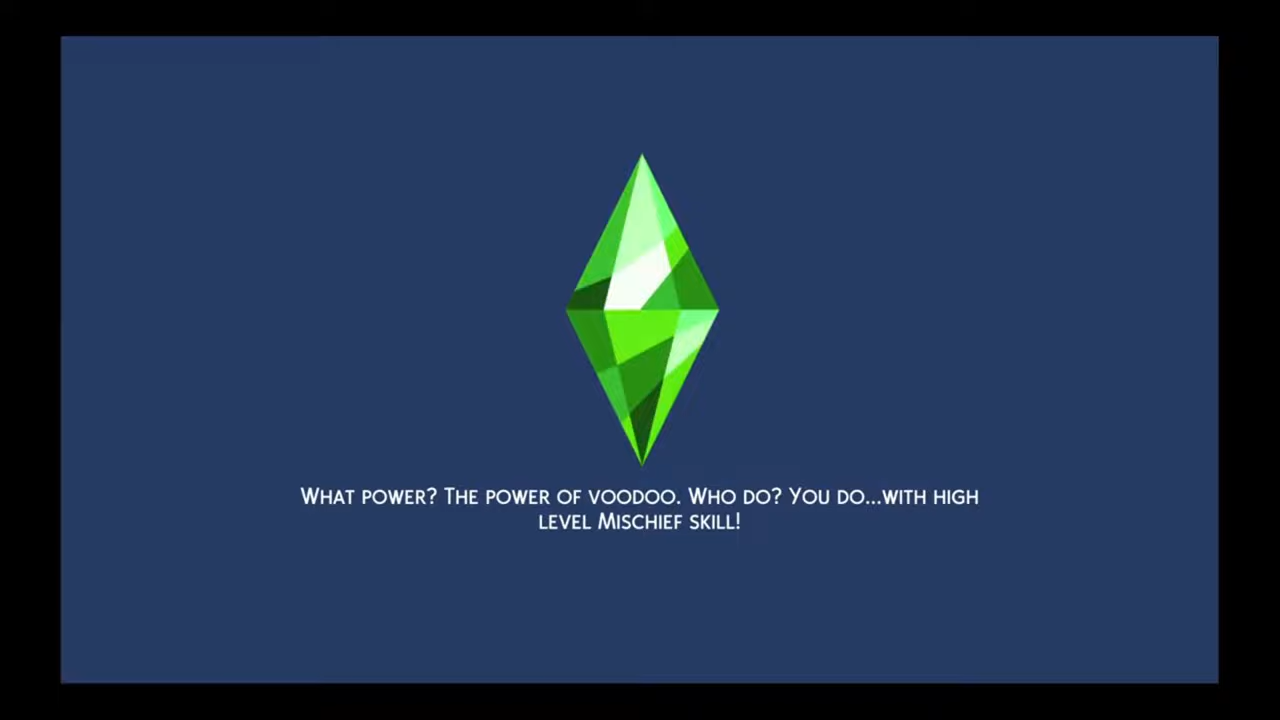 What power? The power of voodoo. Who do? You do...with high
level Mischief skill!